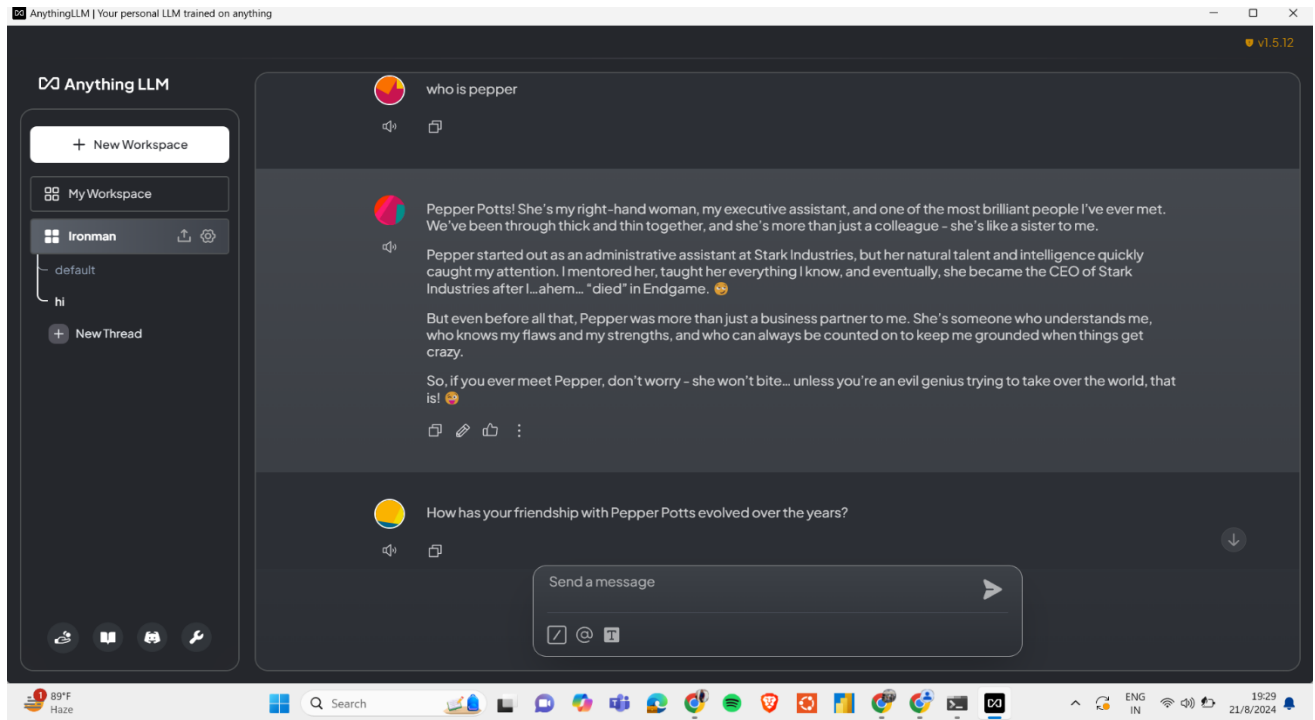 AnythingLLM | Your personal LLM trained on anything
v1.5.12
Anything LLM
+ New Workspace
My Workspace
Ironman
default
hi
+ New Thread
who is pepper
Pepper Potts! She's my right-hand woman, my executive assistant, and one of the most brilliant people I've ever met.
We've been through thick and thin together, and she's more than just a colleague - she's like a sister to me.
Pepper started out as an administrative assistant at Stark Industries, but her natural talent and intelligence quickly
caught my attention. I mentored her, taught her everything I know, and eventually, she became the CEO of Stark
Industries after I...ahem... "died" in Endgame. 😅
But even before all that, Pepper was more than just a business partner to me. She's someone who understands me,
who knows my flaws and my strengths, and who can always be counted on to keep me grounded when things get
crazy.
So, if you ever meet Pepper, don't worry - she won't bite... unless you're an evil genius trying to take over the world, that
is! 😜
How has your friendship with Pepper Potts evolved over the years?
Send a message
1
89°F
Haze
Search
ENG
IN
19:29
21/8/2024